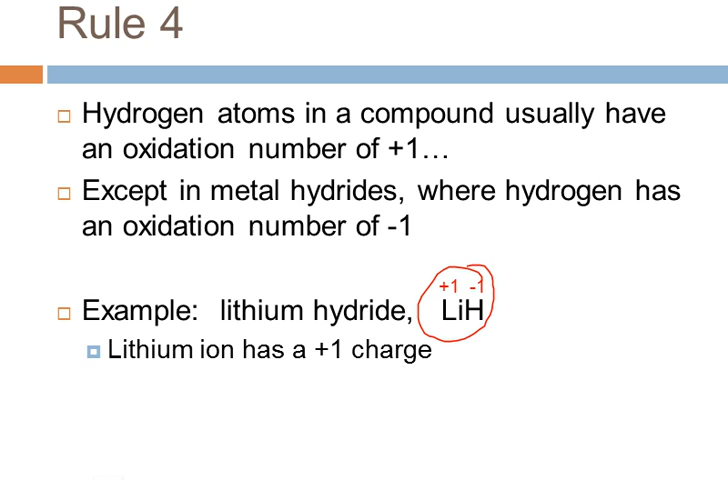 Rule 4
Hydrogen atoms in a compound usually have
an oxidation number of +1…
Except in metal hydrides, where hydrogen has
an oxidation number of -1
+1 -1
Example: lithium hydride, LiH
Lithium ion has a +1 charge